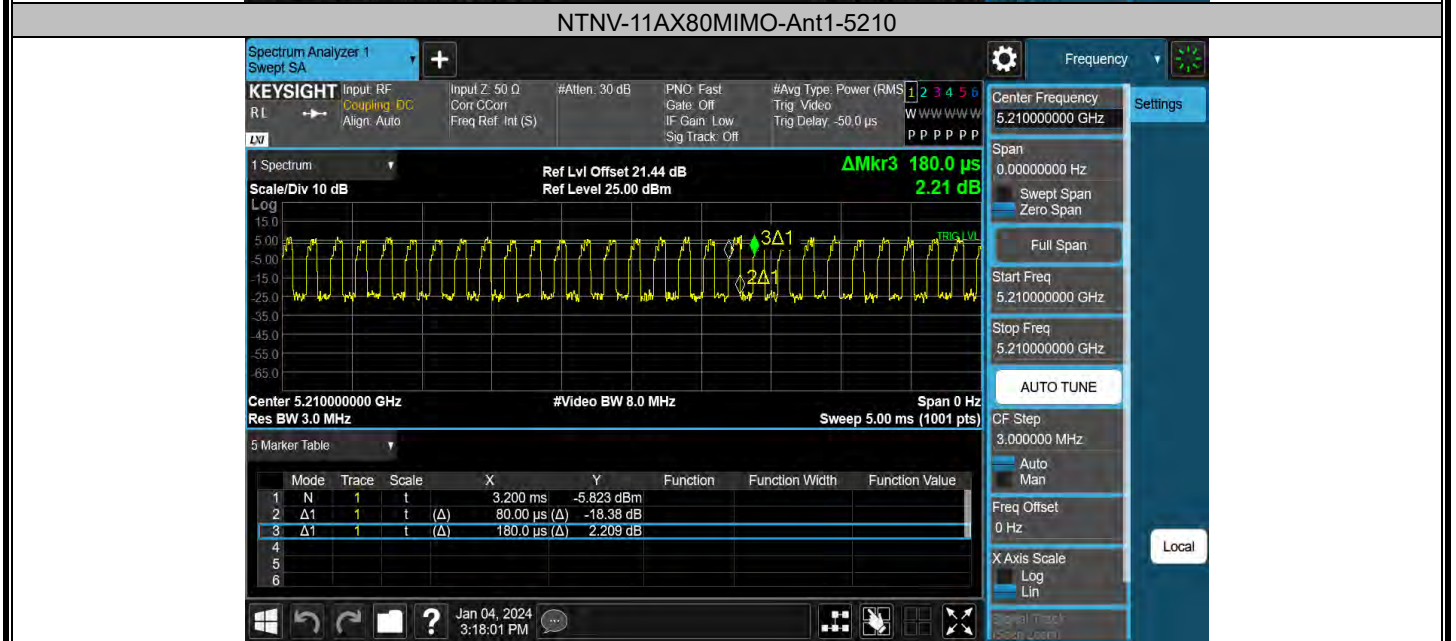 NTNV-11AX80MIMO-Ant1-5210
Spectrum Analyzer 1
Swept SA
Frequency
KEYSIGHT
RL
LXI
Input: RF
Coupling: DC
Align: Auto
Input Z: 50 Ω
Corr CCorr
Freq Ref: Int (S)
#Atten: 30 dB
PNO: Fast
Gate: Off
IF Gain: Low
Sig Track: Off
#Avg Type: Power (RMS
Trig: Video
Trig Delay: -50.0 µs
1 2 3 4 5 6
W W W W W W
P P P P P P
1 Spectrum
Scale/Div 10 dB
Ref Lvl Offset 21.44 dB
Ref Level 25.00 dBm
ΔMkr3 180.0 µs
2.21 dB
Log
15.0
5.00
-5.00
-15.0
-25.0
-35.0
-45.0
-55.0
-65.0
TRIG LVL
1
3Δ1
2Δ1
Center 5.210000000 GHz
Res BW 3.0 MHz
#Video BW 8.0 MHz
Span 0 Hz
Sweep 5.00 ms (1001 pts)
5 Marker Table
Mode Trace Scale X Y Function Function Width Function Value
1 N 1 t 3.200 ms -5.823 dBm
2 Δ1 1 t (Δ) 80.00 µs (Δ) -18.38 dB
3 Δ1 1 t (Δ) 180.0 µs (Δ) 2.209 dB
4
5
6
Jan 04, 2024
3:18:01 PM
Center Frequency
5.210000000 GHz
Span
0.00000000 Hz
Swept Span
Zero Span
Full Span
Start Freq
5.210000000 GHz
Stop Freq
5.210000000 GHz
AUTO TUNE
CF Step
3.000000 MHz
Auto
Man
Freq Offset
0 Hz
X Axis Scale
Log
Lin
Signal Track
(Span Zoom)
Settings
Local